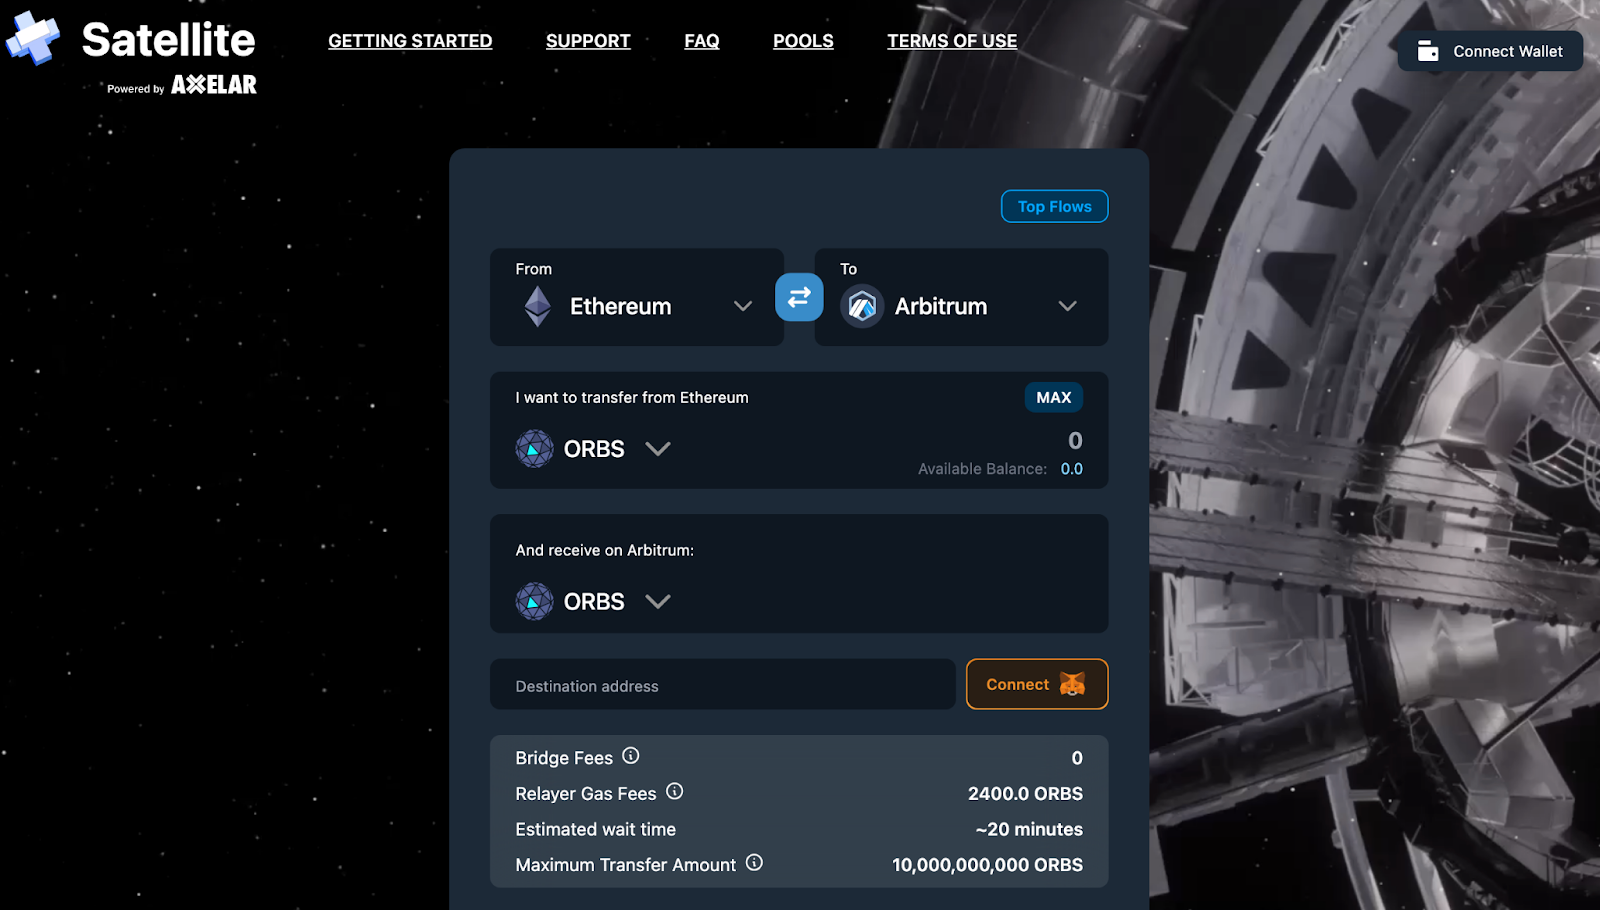 Satellite
Powered by AXELAR
GETTING STARTED
SUPPORT
FAQ
POOLS
TERMS OF USE
Connect Wallet
Top Flows
From
Ethereum
To
Arbitrum
I want to transfer from Ethereum
MAX
ORBS
0
Available Balance: 0.0
And receive on Arbitrum:
ORBS
Destination address
Connect
Bridge Fees 0
Relayer Gas Fees 2400.0 ORBS
Estimated wait time ~20 minutes
Maximum Transfer Amount 10,000,000,000 ORBS